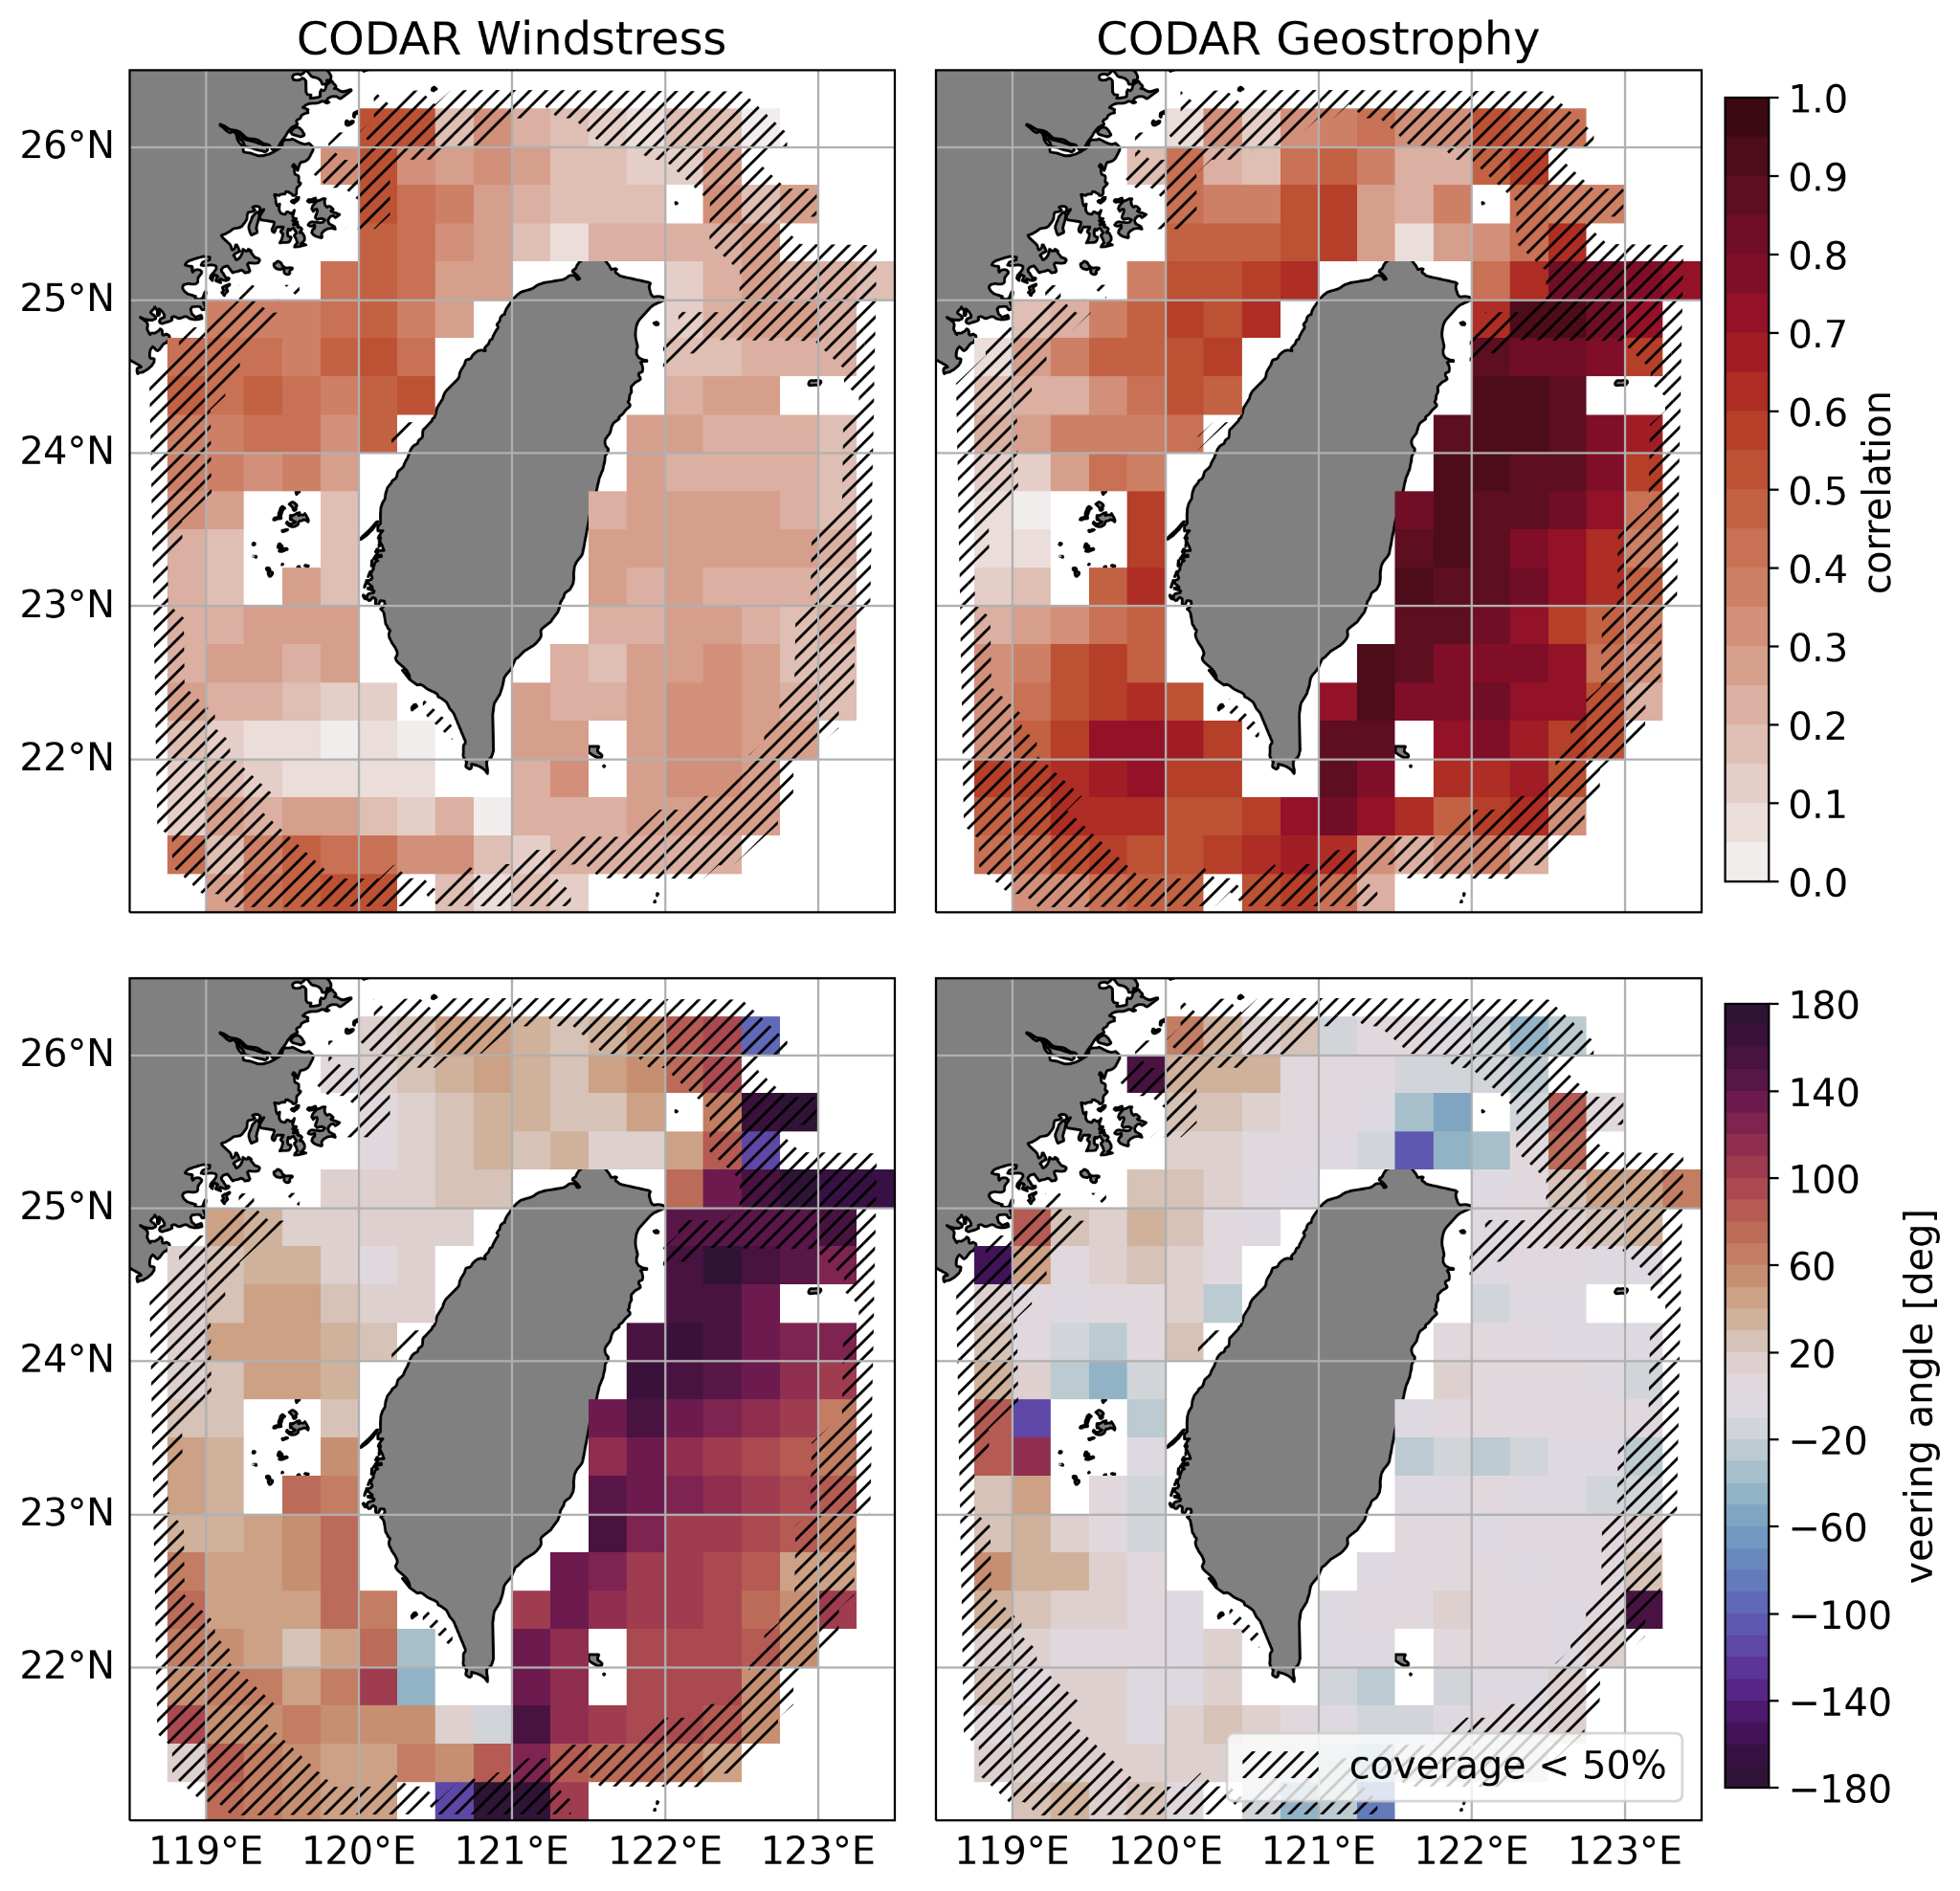 CODAR Windstress
CODAR Geostrophy
26°N
25°N
24°N
23°N
22°N
1.0
0.9
0.8
0.7
0.6
0.5
0.4
0.3
0.2
0.1
0.0
correlation
26°N
25°N
24°N
23°N
22°N
119°E 120°E 121°E 122°E 123°E
119°E 120°E 121°E 122°E 123°E
coverage < 50%
180
140
100
60
20
−20
−60
−100
−140
−180
veering angle [deg]